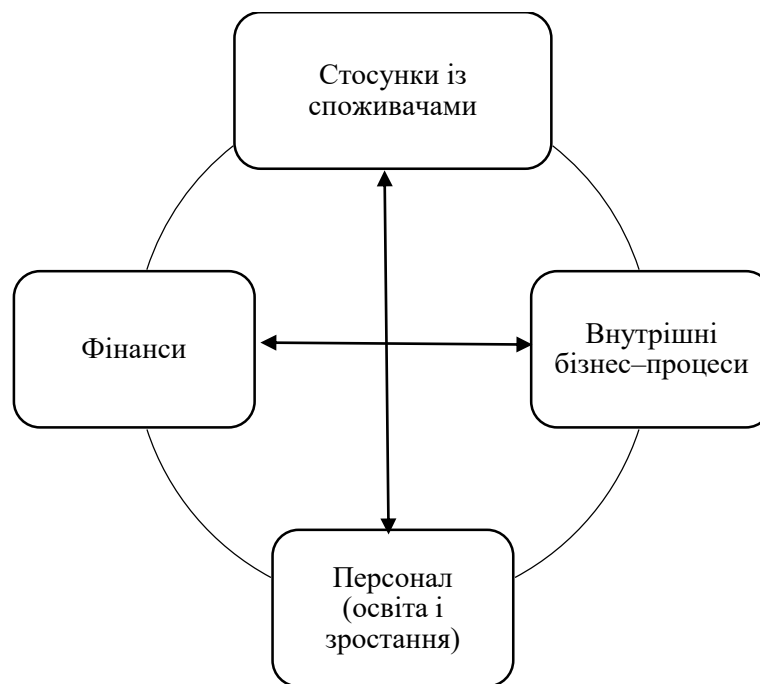 Стосунки із
споживачами
Фінанси
Внутрішні
бізнес–процеси
Персонал
(освіта і
зростання)